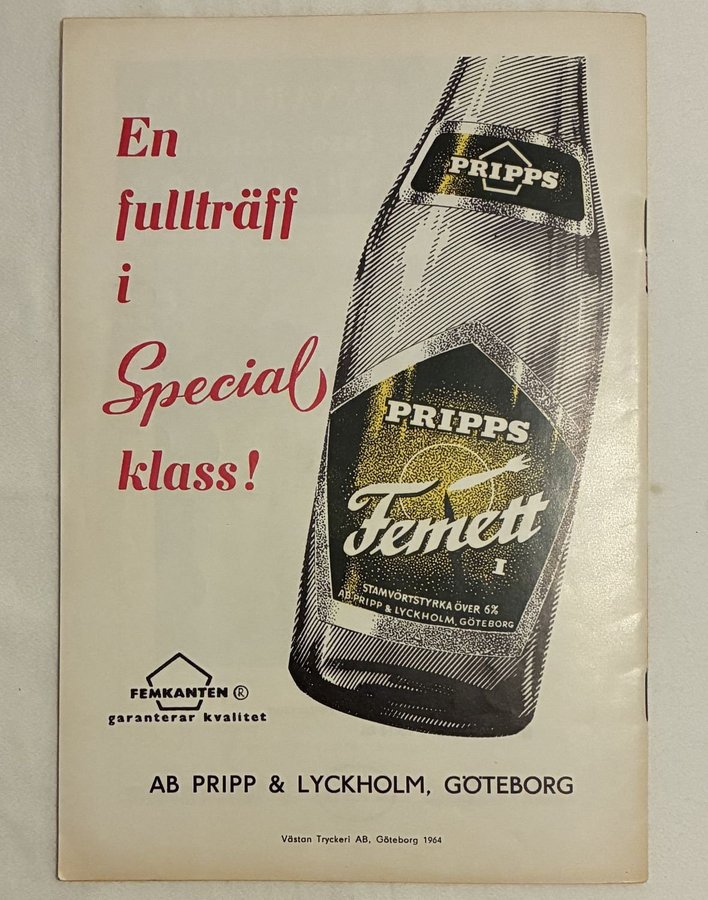 En
fullträff
i
Special
klass!
PRIPPS
PRIPPS
Femett
I
STAMVÖRTSTYRKA ÖVER 6%
AB PRIPP & LYCKHOLM, GÖTEBORG
FEMKANTEN ®
garanterar kvalitet
AB PRIPP & LYCKHOLM, GÖTEBORG
Västan Tryckeri AB, Göteborg 1964